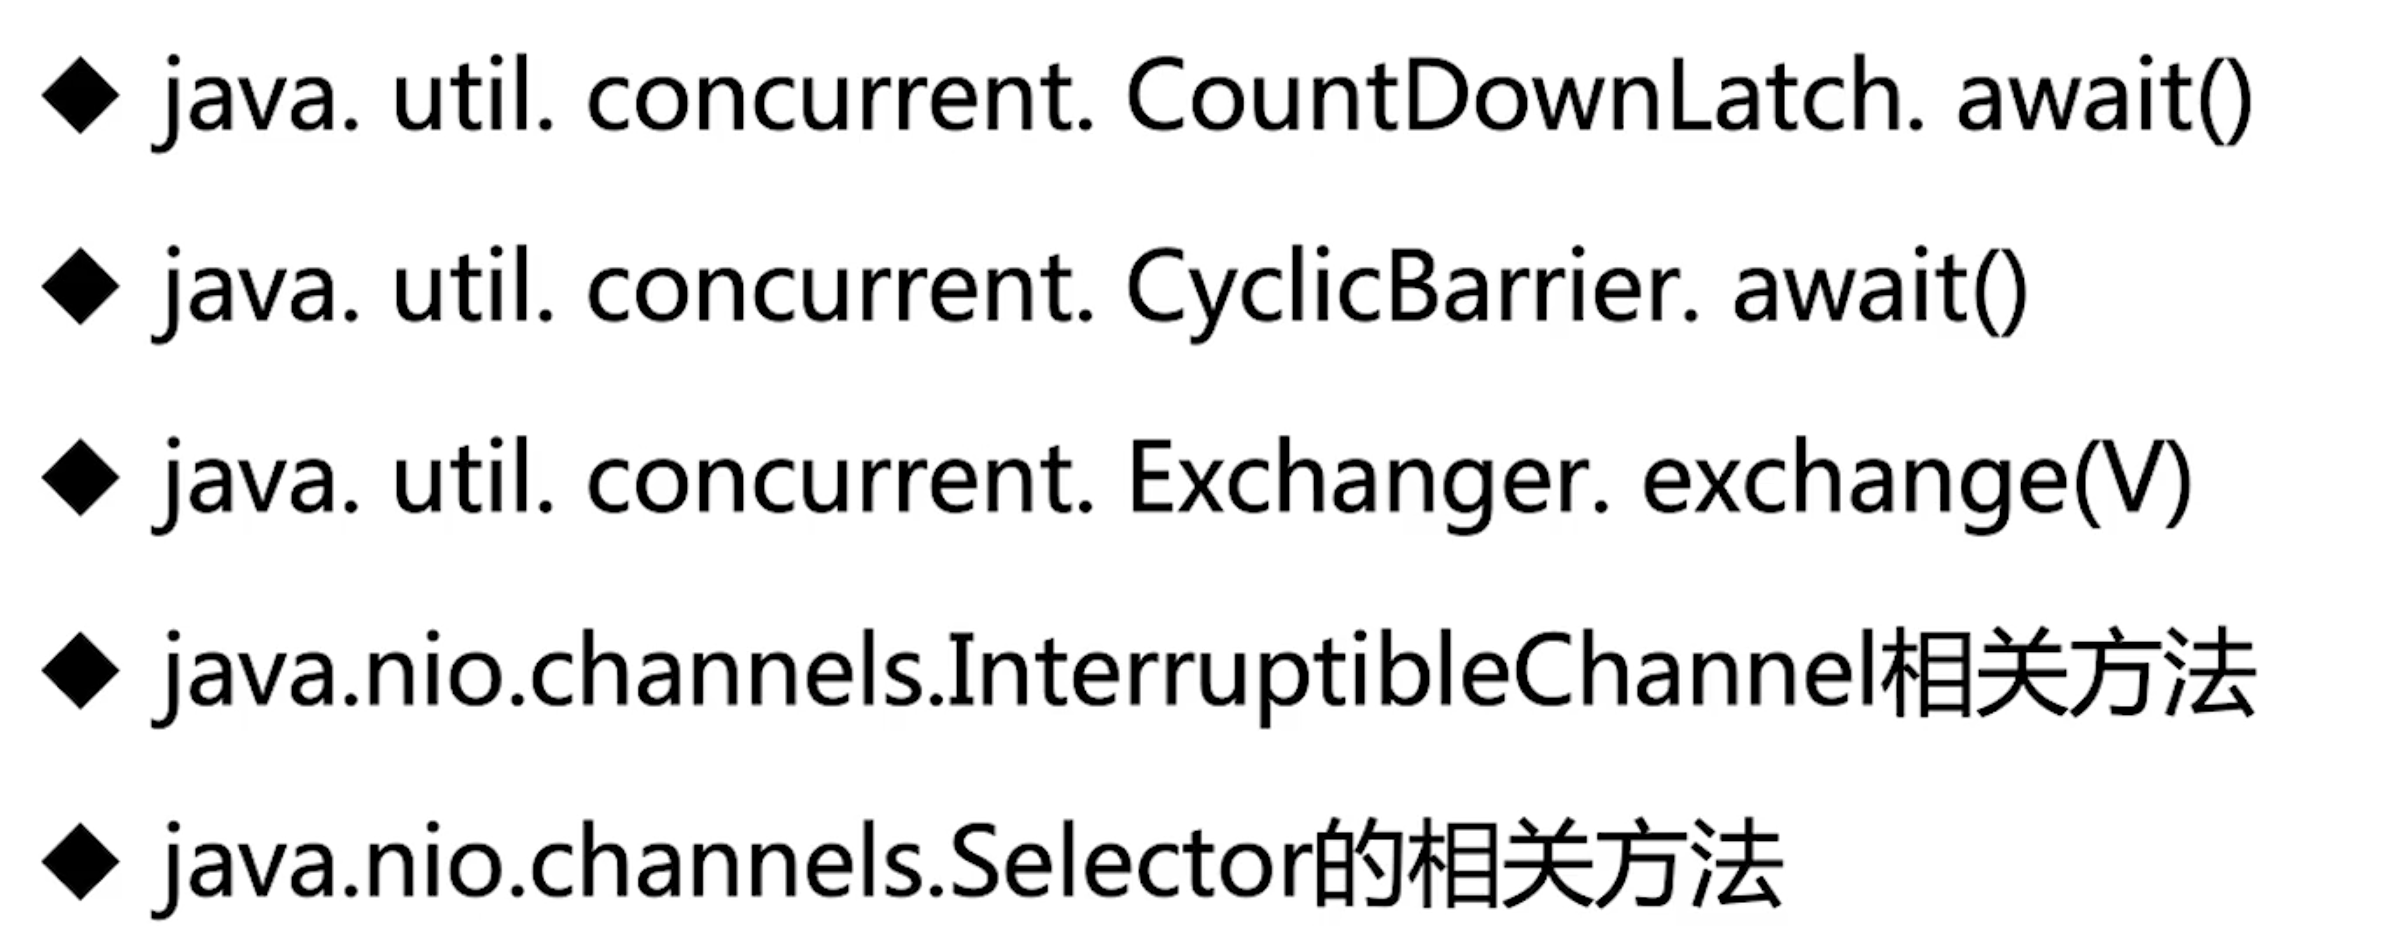 ◆ java. util. concurrent. CountDownLatch. await()
◆ java. util. concurrent. CyclicBarrier. await()
◆ java. util. concurrent. Exchanger. exchange(V)
◆ java.nio.channels.InterruptibleChannel相关方法
◆ java.nio.channels.Selector的相关方法